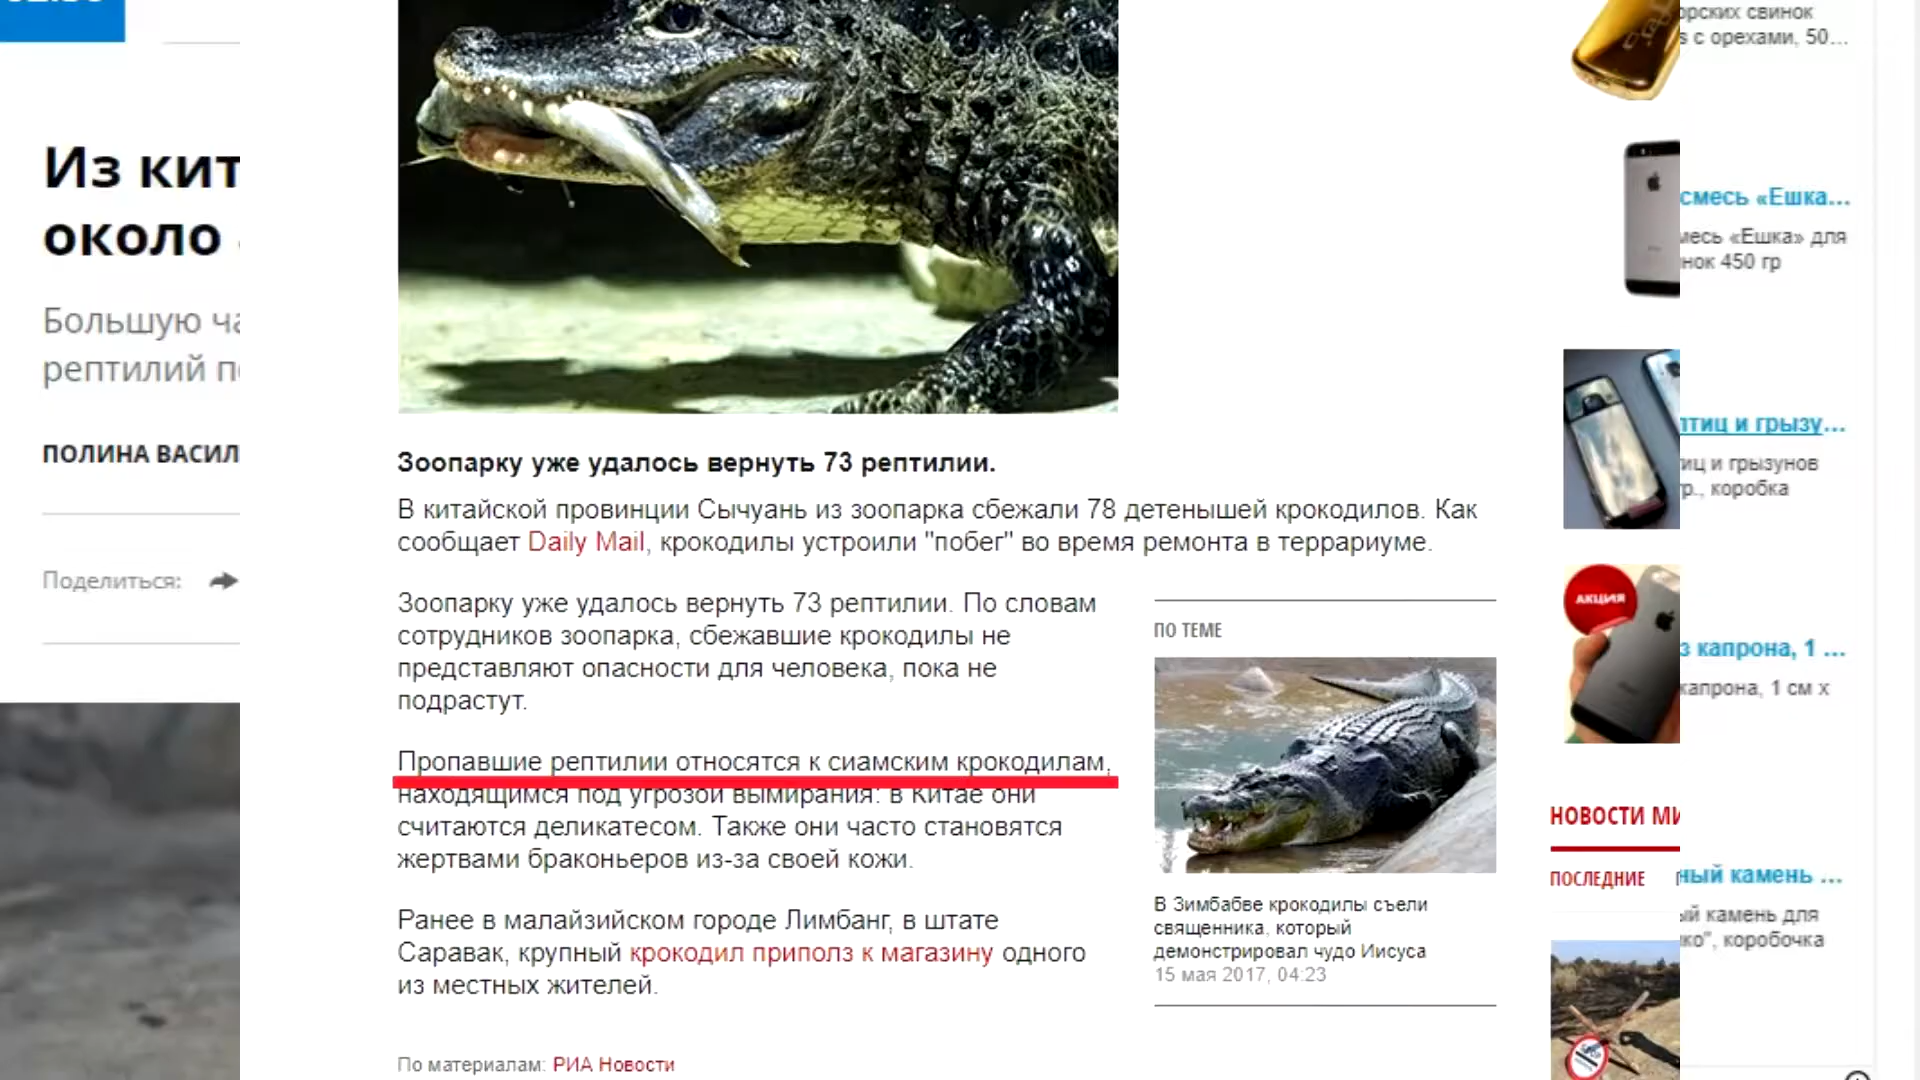 Из кит
около
Большую ча
рептилий п
ПОЛИНА ВАСИЛ
Поделиться:
Зоопарку уже удалось вернуть 73 рептилии.
В китайской провинции Сычуань из зоопарка сбежали 78 детенышей крокодилов. Как
сообщает Daily Mail, крокодилы устроили "побег" во время ремонта в террариуме.
Зоопарку уже удалось вернуть 73 рептилии. По словам
сотрудников зоопарка, сбежавшие крокодилы не
представляют опасности для человека, пока не
подрастут.
Пропавшие рептилии относятся к сиамским крокодилам,
находящимся под угрозой вымирания: в Китае они
считаются деликатесом. Также они часто становятся
жертвами браконьеров из-за своей кожи.
Ранее в малайзийском городе Лимбанг, в штате
Саравак, крупный крокодил приполз к магазину одного
из местных жителей.
По материалам: РИА Новости
ПО ТЕМЕ
В Зимбабве крокодилы съели
священника, который
демонстрировал чудо Иисуса
15 мая 2017, 04:23
АКЦИЯ
НОВОСТИ МИ
ПОСЛЕДНИЕ
орских свинок
s с орехами, 50...
смесь «Ешка...
месь «Ешка» для
нок 450 гр
птиц и грызу...
иц и грызунов
р., коробка
з капрона, 1 ...
капрона, 1 см х
ный камень ...
ый камень для
ко", коробочка